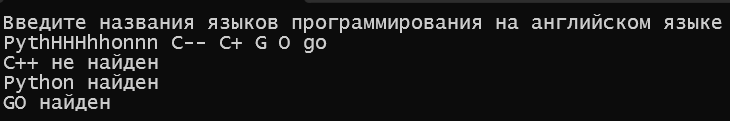 Введите названия языков программирования на английском языке
PythHHHhhonnn C-- C+ G O go
C++ не найден
Python найден
GO найден